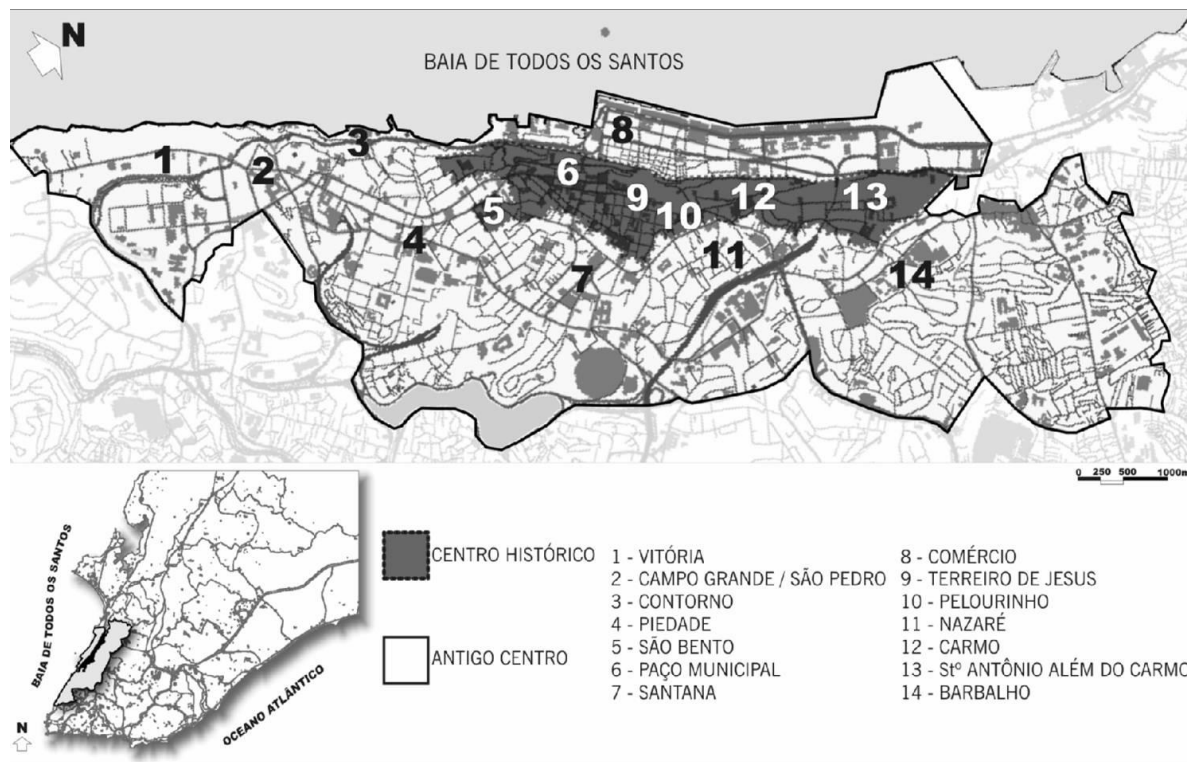 N
BAIA DE TODOS OS SANTOS
1
2
3
4
5
6
7
8
9
10
11
12
13
14
0 250 500 1000m
BAIA DE TODOS OS SANTOS
OCEANO ATLÂNTICO
N
CENTRO HISTÓRICO
ANTIGO CENTRO
1 - VITÓRIA
2 - CAMPO GRANDE / SÃO PEDRO
3 - CONTORNO
4 - PIEDADE
5 - SÃO BENTO
6 - PAÇO MUNICIPAL
7 - SANTANA
8 - COMÉRCIO
9 - TERREIRO DE JESUS
10 - PELOURINHO
11 - NAZARÉ
12 - CARMO
13 - Stº ANTÔNIO ALÉM DO CARMO
14 - BARBALHO